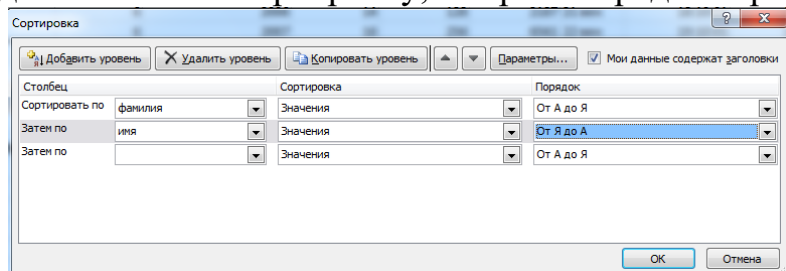 Сортировка
Добавить уровень Удалить уровень Копировать уровень Параметры... Мои данные содержат заголовки
Столбец Сортировка Порядок
Сортировать по фамилия Значения От А до Я
Затем по имя Значения От Я до А
Затем по Значения От А до Я
OK Отмена